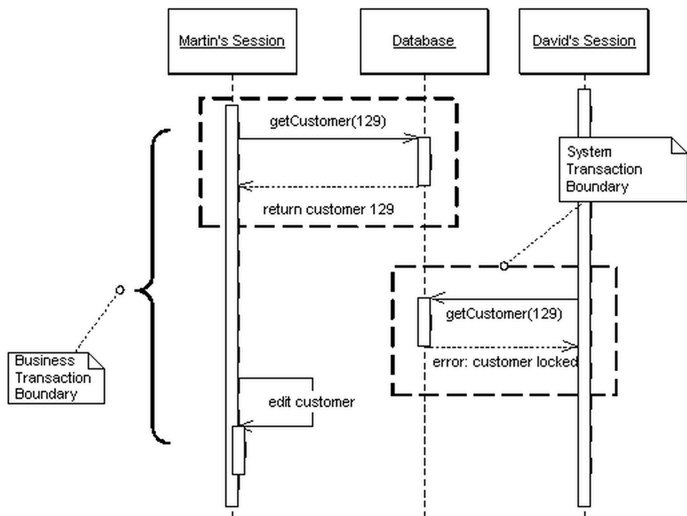 Martin's Session
Database
David's Session
getCustomer(129)
System
Transaction
Boundary
return customer 129
getCustomer(129)
Business
Transaction
Boundary
error: customer locked
edit customer